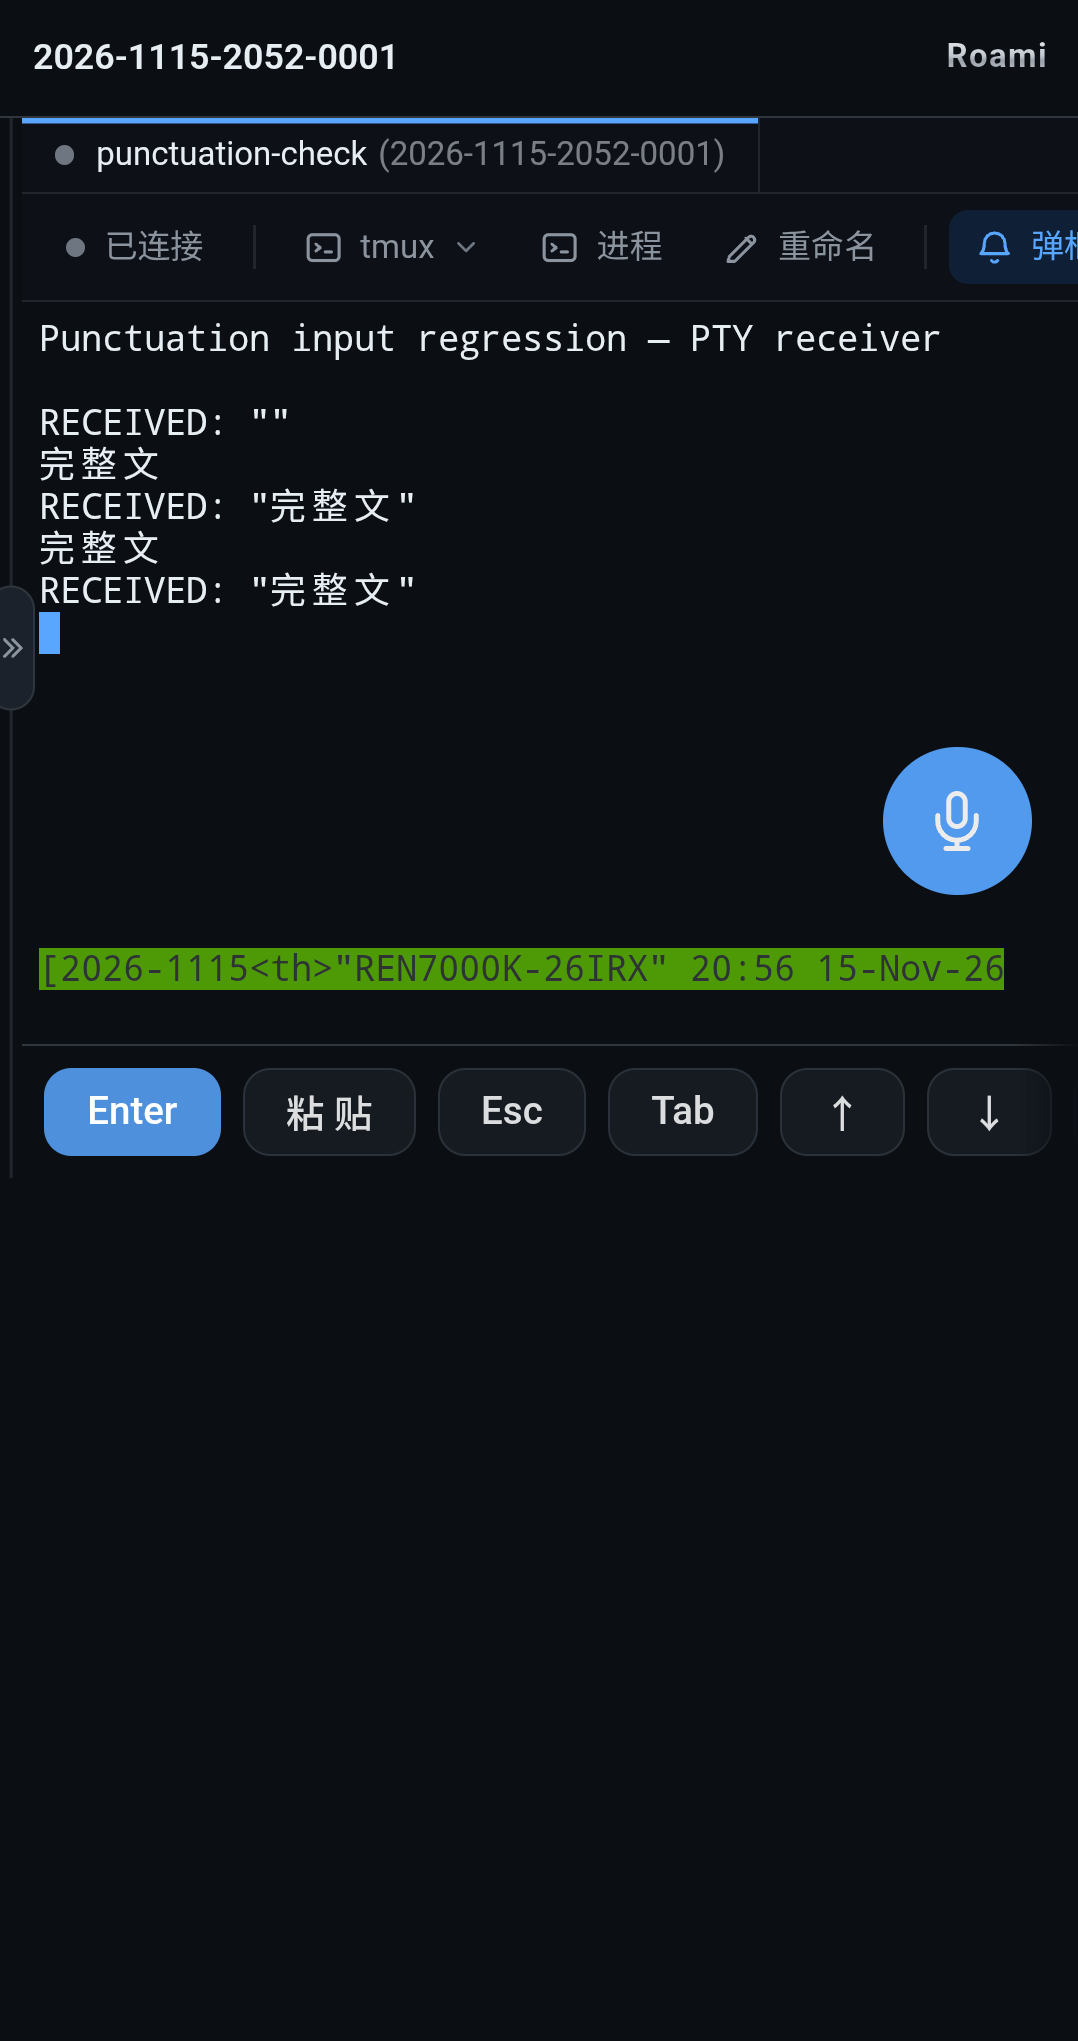 2026-1115-2052-0001
Roami
punctuation-check (2026-1115-2052-0001)
已连接
tmux
进程
重命名
弹
Punctuation input regression — PTY receiver
RECEIVED: ""
完整文
RECEIVED: "完整文"
完整文
RECEIVED: "完整文"
[2026-1115<th>"REN7000K-26IRX" 20:56 15-Nov-26
Enter
粘贴
Esc
Tab
↑
↓